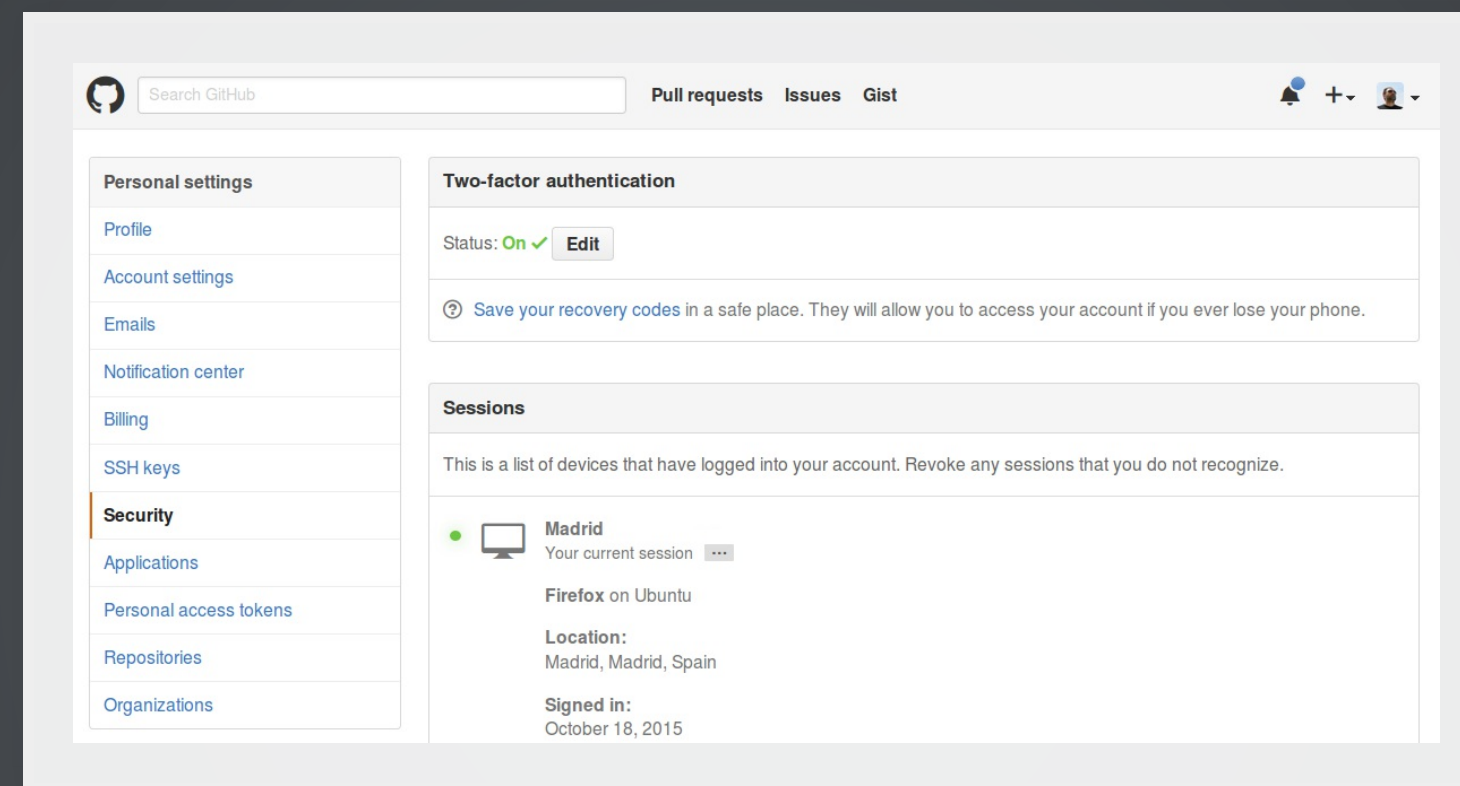 Search GitHub
Pull requests Issues Gist
Personal settings
Profile
Account settings
Emails
Notification center
Billing
SSH keys
Security
Applications
Personal access tokens
Repositories
Organizations
Two-factor authentication
Status: On ✓ Edit
Save your recovery codes in a safe place. They will allow you to access your account if you ever lose your phone.
Sessions
This is a list of devices that have logged into your account. Revoke any sessions that you do not recognize.
Madrid
Your current session ...
Firefox on Ubuntu
Location:
Madrid, Madrid, Spain
Signed in:
October 18, 2015